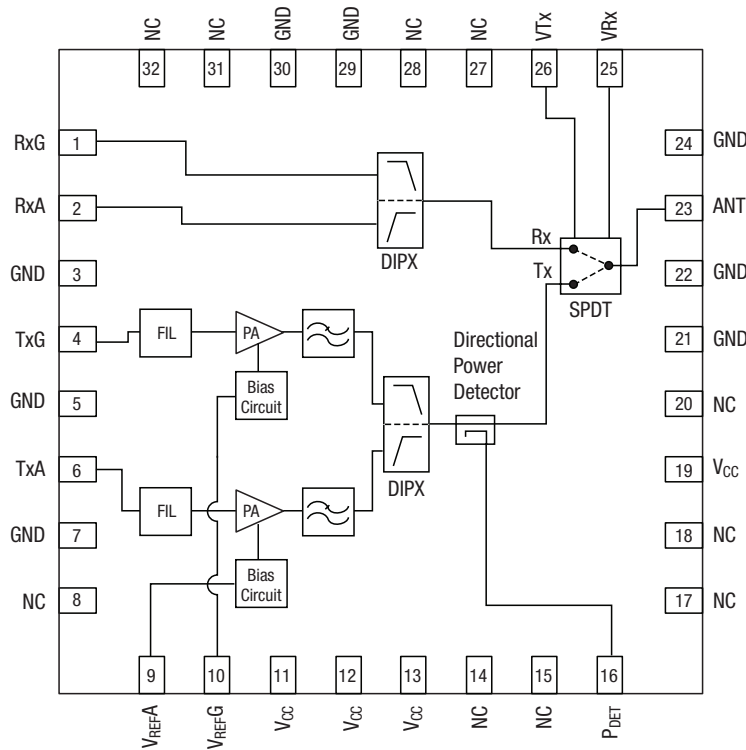 NC
NC
GND
GND
NC
NC
VTx
VRx
32
31
30
29
28
27
26
25
RxG
1
RxA
2
GND
3
TxG
4
GND
5
TxA
6
GND
7
NC
8
24
GND
23
ANT
22
GND
21
GND
20
NC
19
VCC
18
NC
17
NC
DIPX
Rx
Tx
SPDT
FIL
PA
Bias
Circuit
Directional
Power
Detector
DIPX
FIL
PA
Bias
Circuit
9
10
11
12
13
14
15
16
VREFA
VREFG
VCC
VCC
VCC
NC
NC
PDET